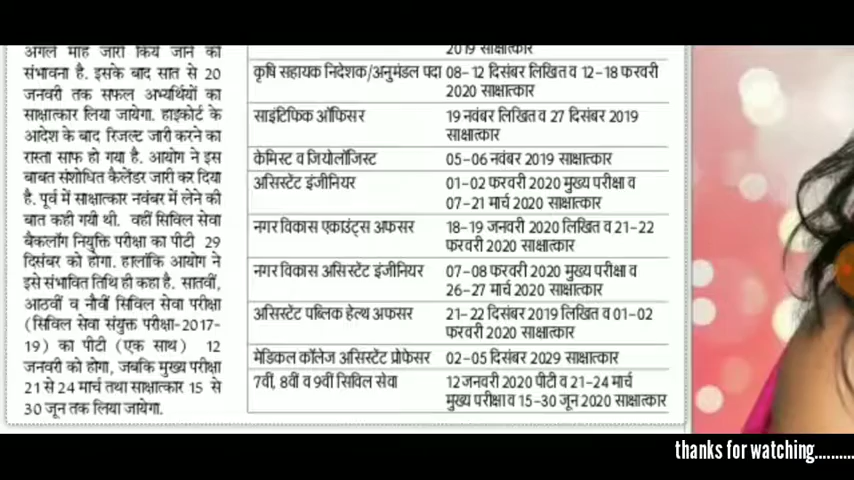 अगले माह जारी किये जाने की
संभावना है. इसके बाद सात से 20
जनवरी तक सफल अभ्यर्थियों का
साक्षात्कार लिया जायेगा. हाइकोर्ट के
आदेश के बाद रिजल्ट जारी करने का
रास्ता साफ हो गया है. आयोग ने इस
बाबत संशोधित कैलेंडर जारी कर दिया
है. पूर्व में साक्षात्कार नवंबर में लेने की
बात कही गयी थी. वहीं सिविल सेवा
बैकलॉग नियुक्ति परीक्षा का पीटी 29
दिसंबर को होगा. हालांकि आयोग ने
इसे संभावित तिथि ही कहा है. सातवीं,
आठवीं व नौवीं सिविल सेवा परीक्षा
(सिविल सेवा संयुक्त परीक्षा-2017-
19) का पीटी (एक साथ) 12
जनवरी को होगा, जबकि मुख्य परीक्षा
21 से 24 मार्च तथा साक्षात्कार 15 से
30 जून तक लिया जायेगा.
2019 साक्षात्कार
कृषि सहायक निदेशक/अनुमंडल पदा 08-12 दिसंबर लिखित व 12-18 फरवरी
2020 साक्षात्कार
साइंटिफिक ऑफिसर 19 नवंबर लिखित व 27 दिसंबर 2019
साक्षात्कार
केमिस्ट व जियोलॉजिस्ट 05-06 नवंबर 2019 साक्षात्कार
असिस्टेंट इंजीनियर 01-02 फरवरी 2020 मुख्य परीक्षा व
07-21 मार्च 2020 साक्षात्कार
नगर विकास एकाउंट्स अफसर 18-19 जनवरी 2020 लिखित व 21-22
फरवरी 2020 साक्षात्कार
नगर विकास असिस्टेंट इंजीनियर 07-08 फरवरी 2020 मुख्य परीक्षा व
26-27 मार्च 2020 साक्षात्कार
असिस्टेंट पब्लिक हेल्थ अफसर 21-22 दिसंबर 2019 लिखित व 01-02
फरवरी 2020 साक्षात्कार
मेडिकल कॉलेज असिस्टेंट प्रोफेसर 02-05 दिसंबर 2029 साक्षात्कार
7वीं, 8वीं व 9वीं सिविल सेवा 12 जनवरी 2020 पीटी व 21-24 मार्च
मुख्य परीक्षा व 15-30 जून 2020 साक्षात्कार
thanks for watching..........